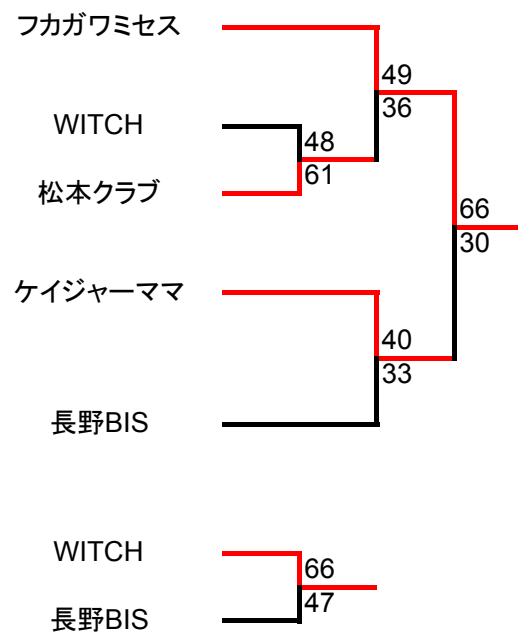 フカガワミセス
49
36
WITCH
48
61
松本クラブ
66
30
ケイジャーママ
40
33
長野BIS
WITCH
66
47
長野BIS